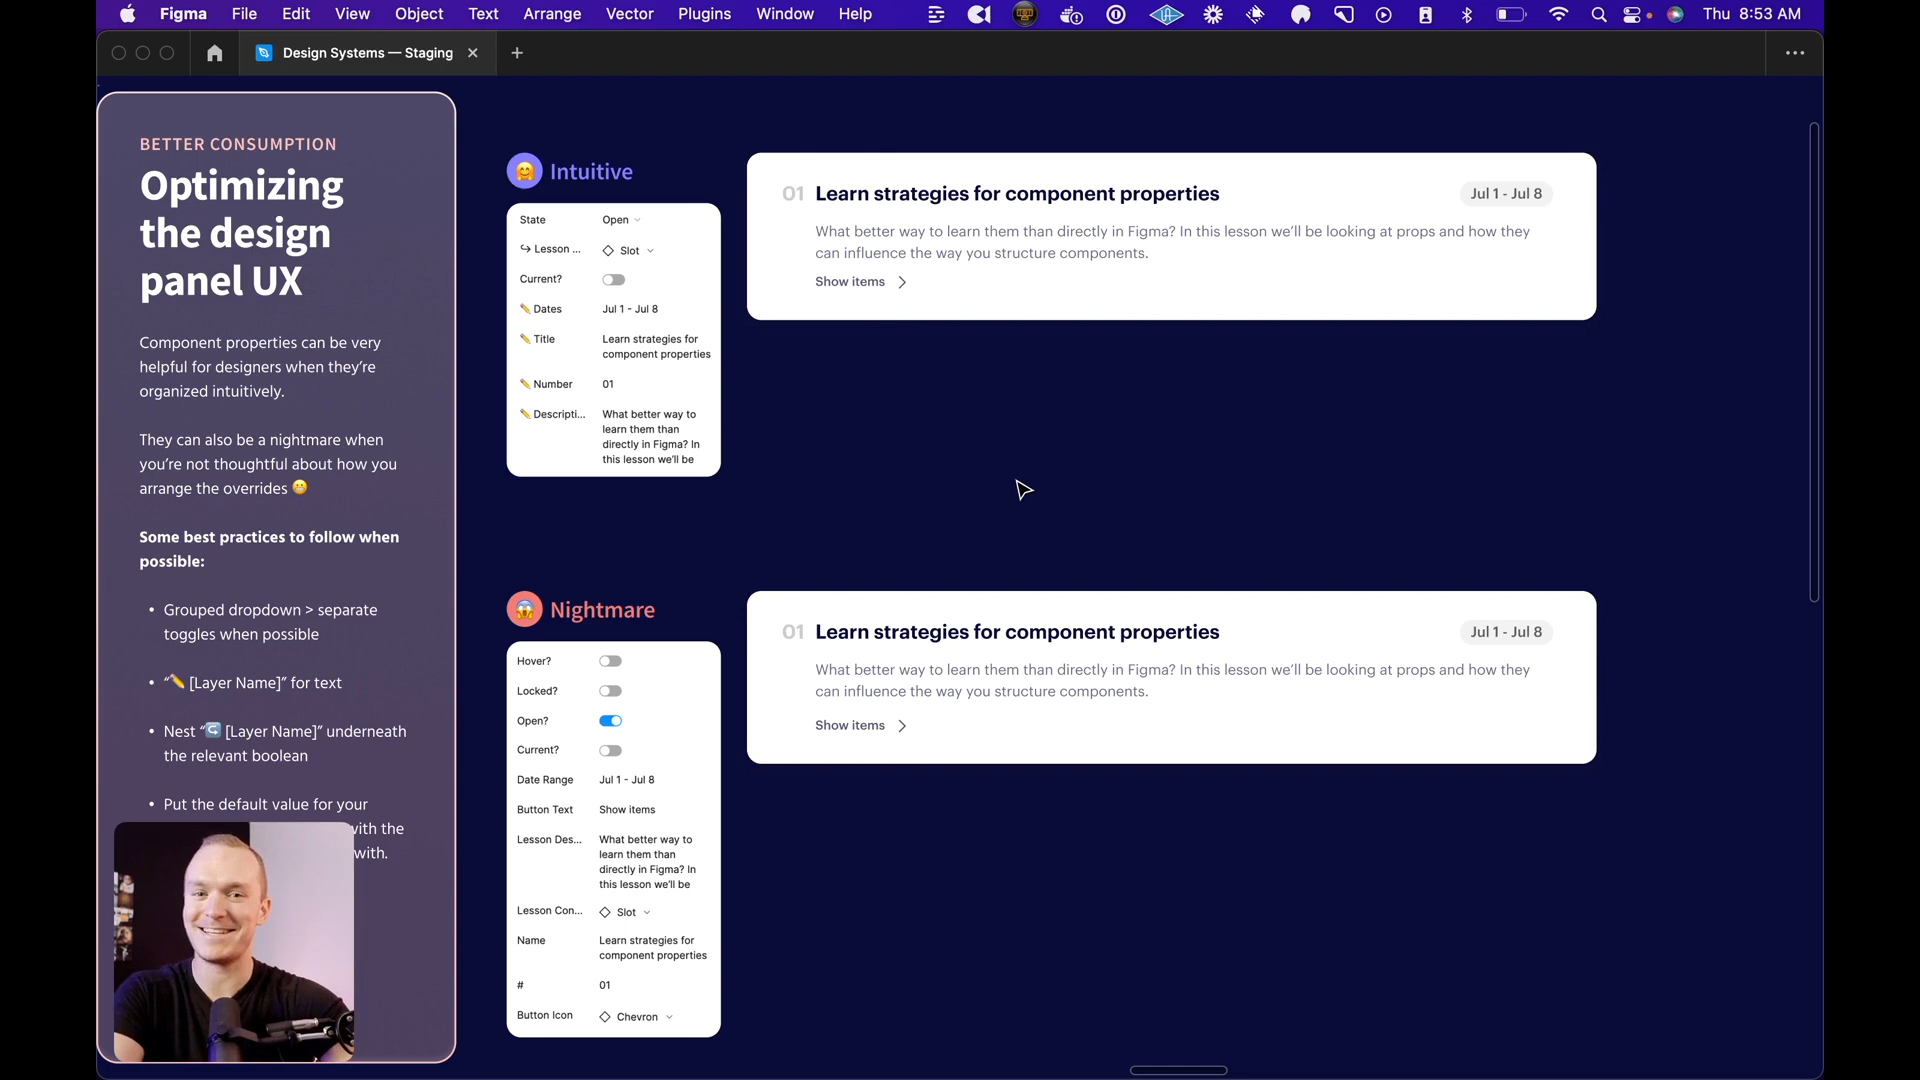 Figma File Edit View Object Text Arrange Vector Plugins Window Help Thu 8:53 AM
Design Systems — Staging
BETTER CONSUMPTION
Optimizing
the design
panel UX
Component properties can be very
helpful for designers when they’re
organized intuitively.
They can also be a nightmare when
you’re not thoughtful about how you
arrange the overrides 😬
Some best practices to follow when
possible:
• Grouped dropdown > separate
toggles when possible
• “✏️ [Layer Name]” for text
• Nest “↪️ [Layer Name]” underneath
the relevant boolean
• Put the default value for your
with the
with.
Intuitive
State Open
↪ Lesson ... Slot
Current?
✏️ Dates Jul 1 - Jul 8
✏️ Title Learn strategies for
component properties
✏️ Number 01
✏️ Descripti... What better way to
learn them than
directly in Figma? In
this lesson we’ll be
01 Learn strategies for component properties Jul 1 - Jul 8
What better way to learn them than directly in Figma? In this lesson we’ll be looking at props and how they
can influence the way you structure components.
Show items
Nightmare
Hover?
Locked?
Open?
Current?
Date Range Jul 1 - Jul 8
Button Text Show items
Lesson Des... What better way to
learn them than
directly in Figma? In
this lesson we’ll be
Lesson Con... Slot
Name Learn strategies for
component properties
# 01
Button Icon Chevron
01 Learn strategies for component properties Jul 1 - Jul 8
What better way to learn them than directly in Figma? In this lesson we’ll be looking at props and how they
can influence the way you structure components.
Show items